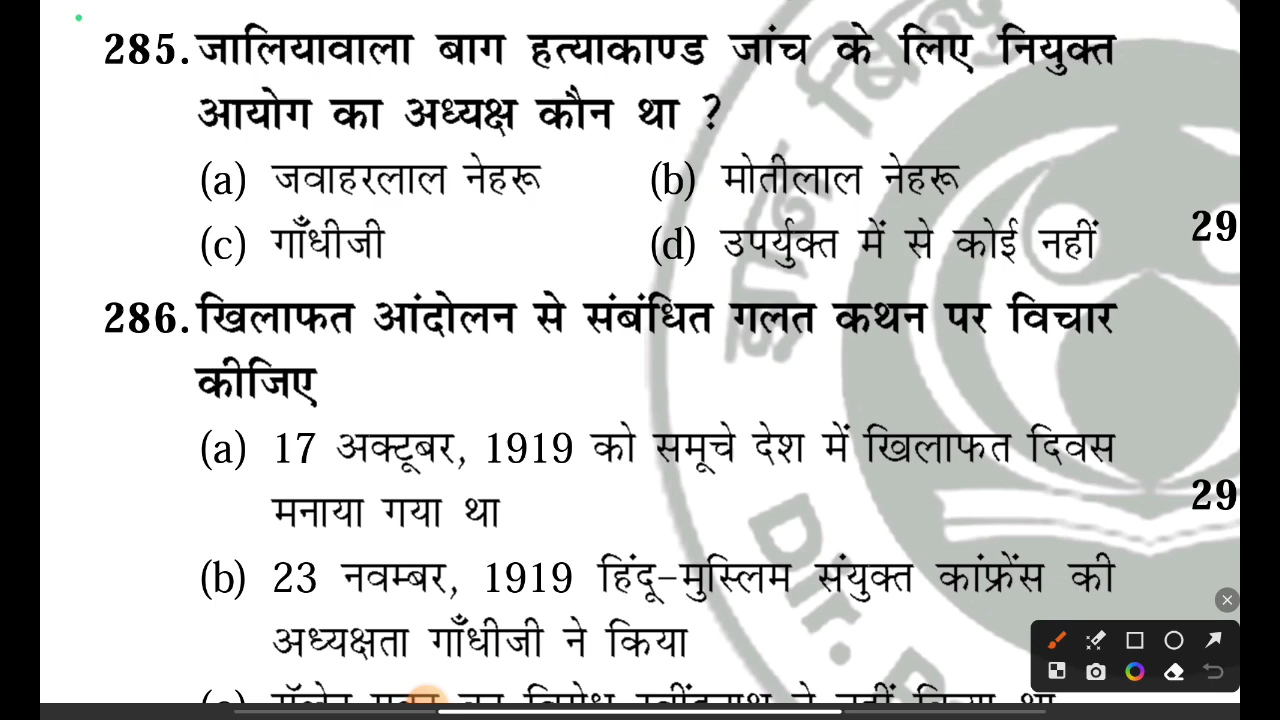 285. जालियावाला बाग हत्याकाण्ड जांच के लिए नियुक्त
आयोग का अध्यक्ष कौन था ?
(a) जवाहरलाल नेहरू (b) मोतीलाल नेहरू
(c) गाँधीजी (d) उपर्युक्त में से कोई नहीं
286. खिलाफत आंदोलन से संबंधित गलत कथन पर विचार
कीजिए
(a) 17 अक्टूबर, 1919 को समूचे देश में खिलाफत दिवस
मनाया गया था
(b) 23 नवम्बर, 1919 हिंदू-मुस्लिम संयुक्त कांफ्रेंस की
अध्यक्षता गाँधीजी ने किया
29
29
ज्ञान बिन्दु
Dr.